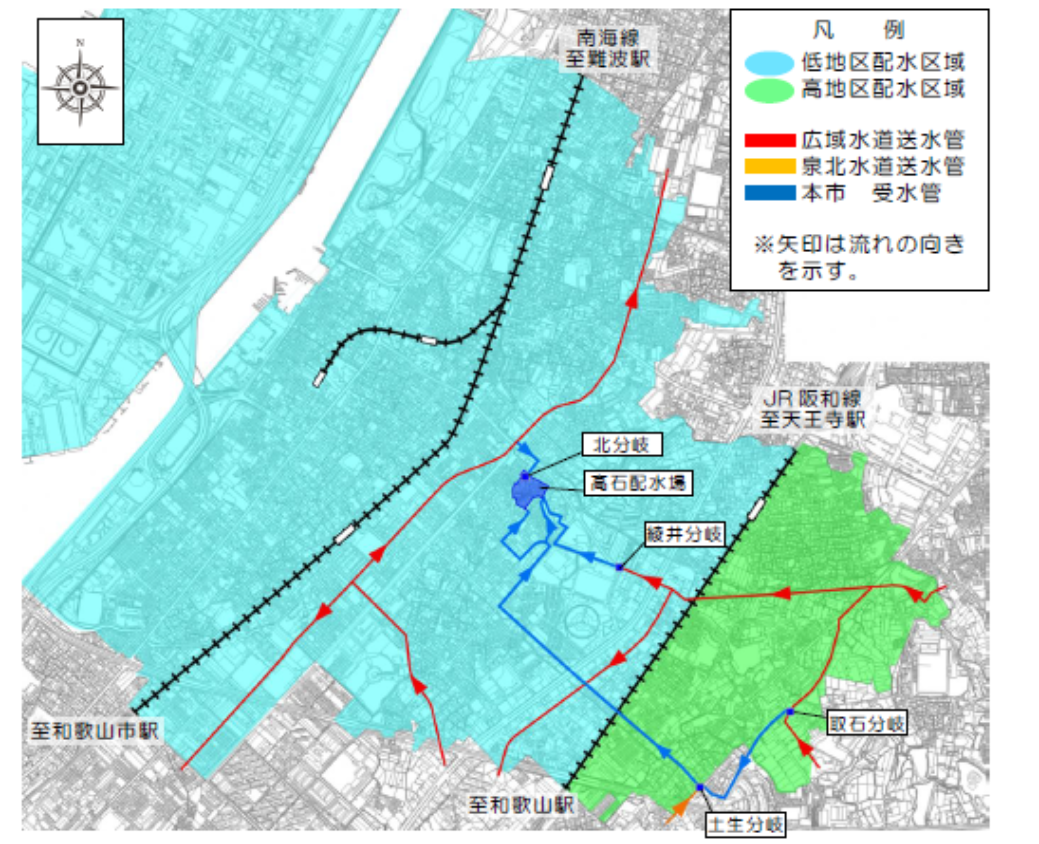 N
南海線
至難波駅
凡　例
低地区配水区域
高地区配水区域
広域水道送水管
泉北水道送水管
本市　受水管
※矢印は流れの向き
を示す。
JR阪和線
至天王寺駅
北分岐
高石配水場
綾井分岐
取石分岐
至和歌山市駅
至和歌山駅
土生分岐